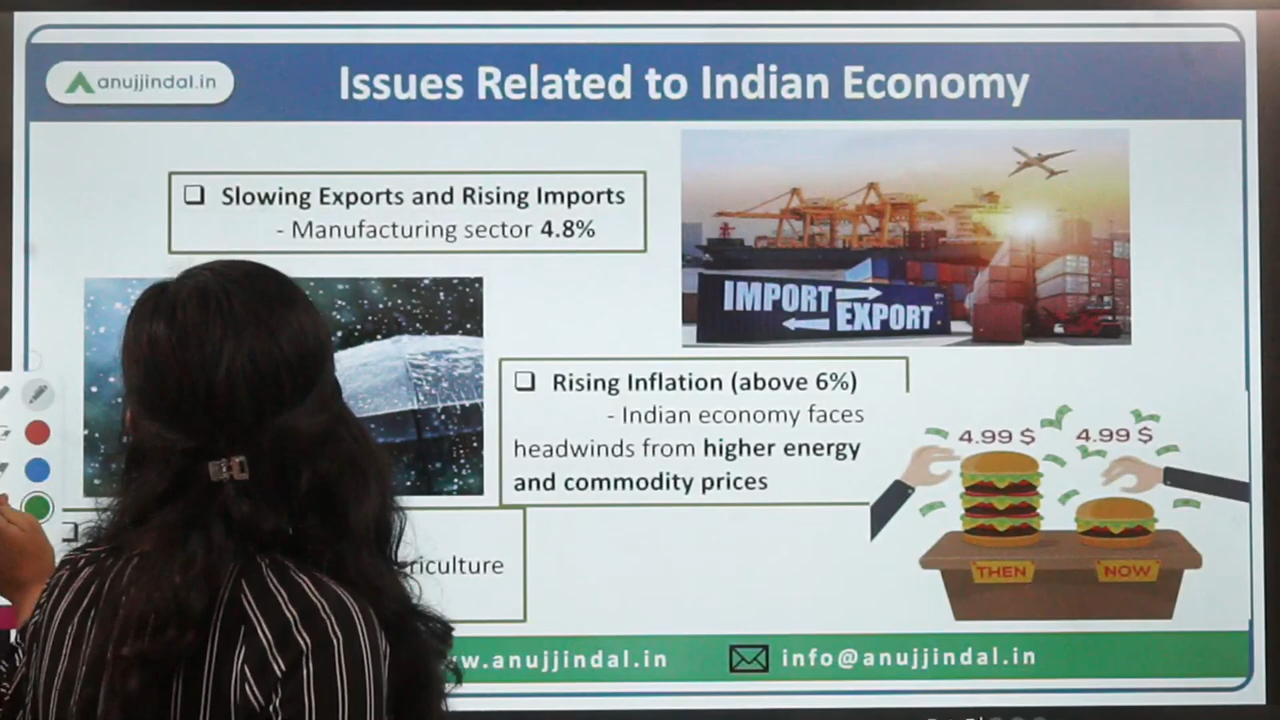 anujjindal.in
Issues Related to Indian Economy
❑ Slowing Exports and Rising Imports
- Manufacturing sector 4.8%
IMPORT
EXPORT
❑ Rising Inflation (above 6%)
- Indian economy faces
headwinds from higher energy
and commodity prices
4.99 $ 4.99 $
THEN NOW
riculture
w.anujjindal.in
info@anujjindal.in